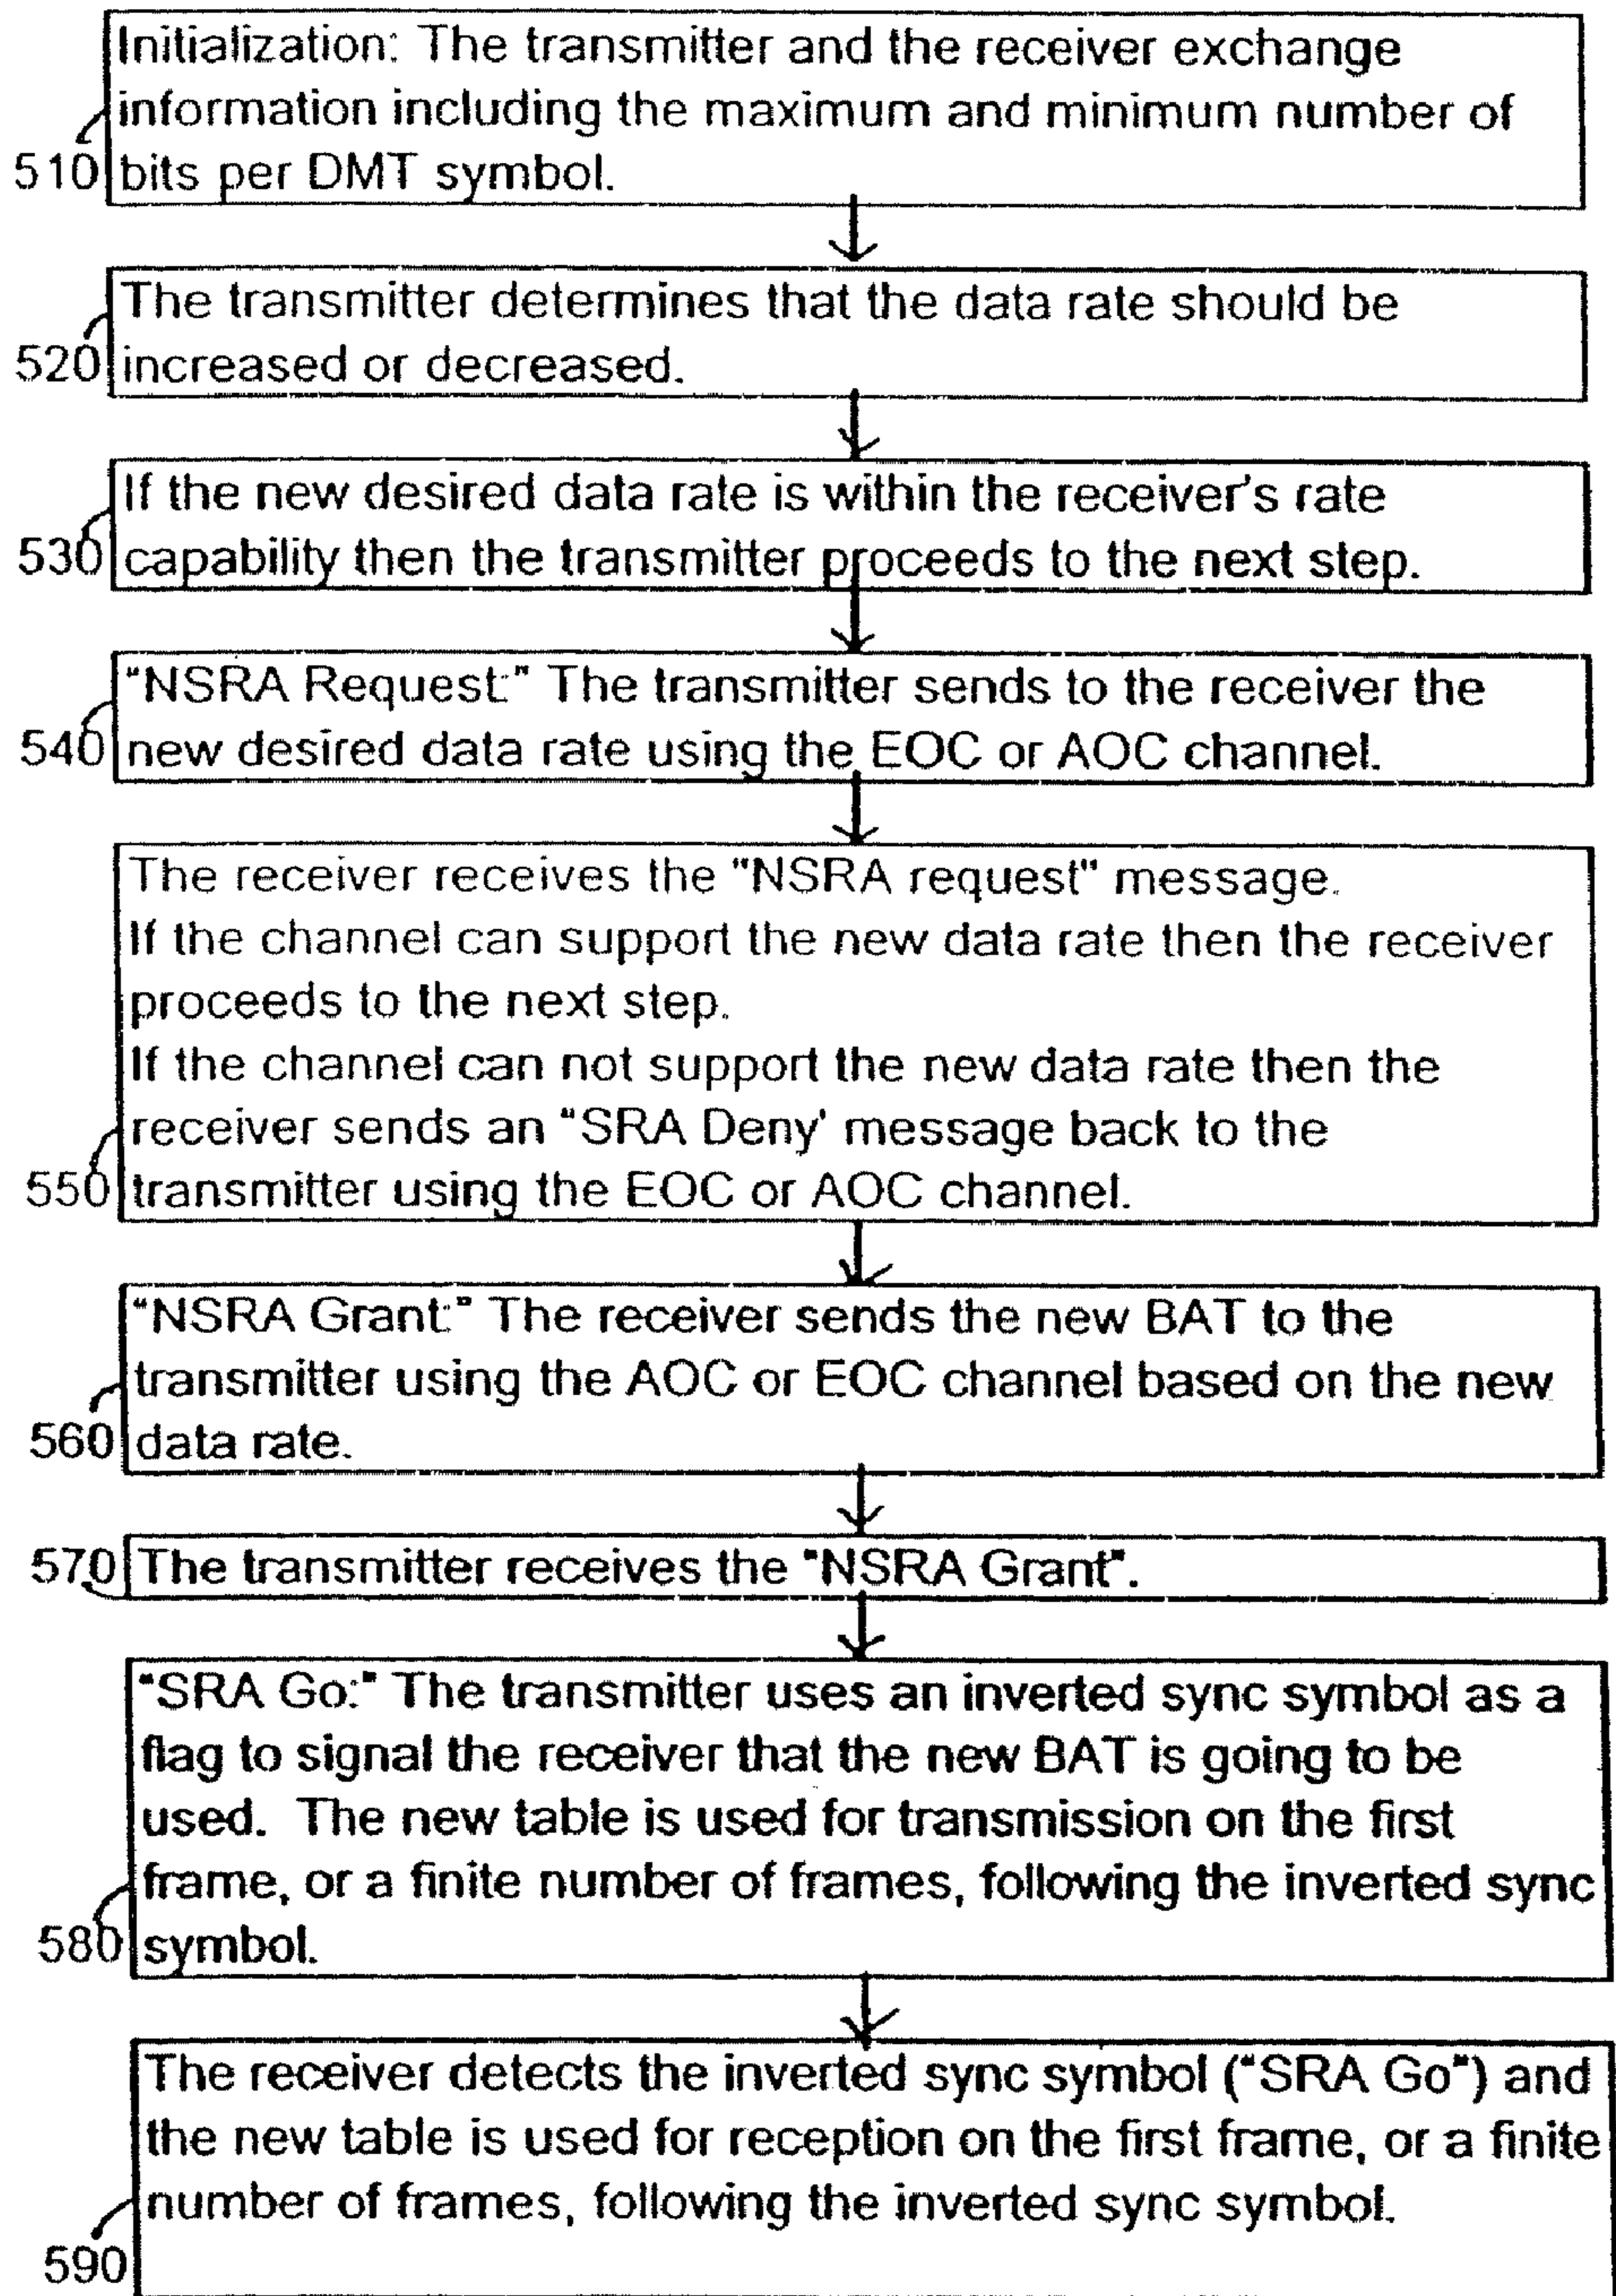 Initialization: The transmitter and the receiver exchange
information including the maximum and minimum number of
510 bits per DMT symbol.
The transmitter determines that the data rate should be
520 increased or decreased.
If the new desired data rate is within the receiver's rate
530 capability then the transmitter proceeds to the next step.
"NSRA Request:" The transmitter sends to the receiver the
540 new desired data rate using the EOC or AOC channel.
The receiver receives the "NSRA request" message.
If the channel can support the new data rate then the receiver
proceeds to the next step.
If the channel can not support the new data rate then the
receiver sends an "SRA Deny' message back to the
550 transmitter using the EOC or AOC channel.
"NSRA Grant:" The receiver sends the new BAT to the
transmitter using the AOC or EOC channel based on the new
560 data rate.
570 The transmitter receives the "NSRA Grant".
"SRA Go:" The transmitter uses an inverted sync symbol as a
flag to signal the receiver that the new BAT is going to be
used. The new table is used for transmission on the first
frame, or a finite number of frames, following the inverted sync
580 symbol.
The receiver detects the inverted sync symbol ("SRA Go") and
the new table is used for reception on the first frame, or a finite
number of frames, following the inverted sync symbol.
590